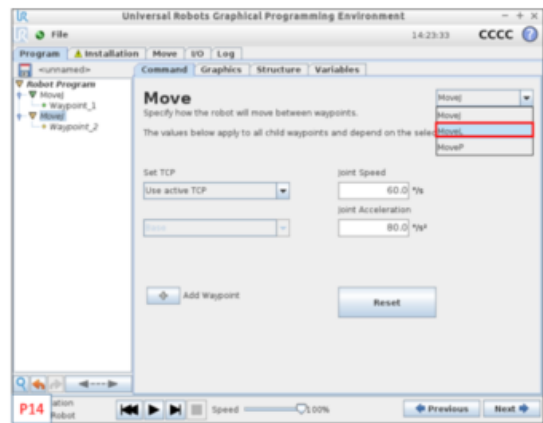 Universal Robots Graphical Programming Environment
File
14:23:33
CCCC
Program Installation Move I/O Log
<unnamed>
Command Graphics Structure Variables
Robot Program
MoveJ
Waypoint_1
MoveJ
Waypoint_2
Move
MoveJ
Specify how the robot will move between waypoints.
MoveJ
The values below apply to all child waypoints and depend on the selec
MoveL
MoveP
Set TCP
Joint Speed
Use active TCP
60.0 °/s
Joint Acceleration
Base
80.0 °/s²
Add Waypoint
Reset
P14
ation
Robot
Speed
100%
Previous
Next